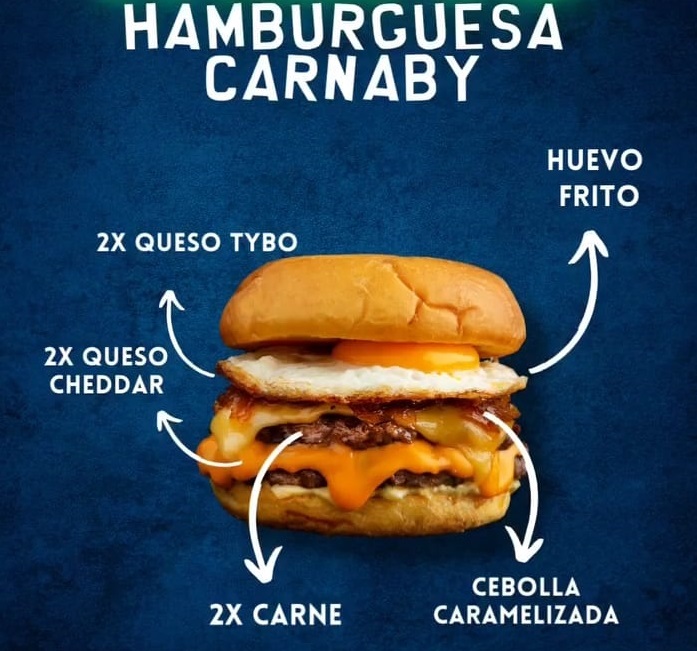 HAMBURGUESA
CARNABY
HUEVO
FRITO
2X QUESO TYBO
2X QUESO
CHEDDAR
2X CARNE
CEBOLLA
CARAMELIZADA